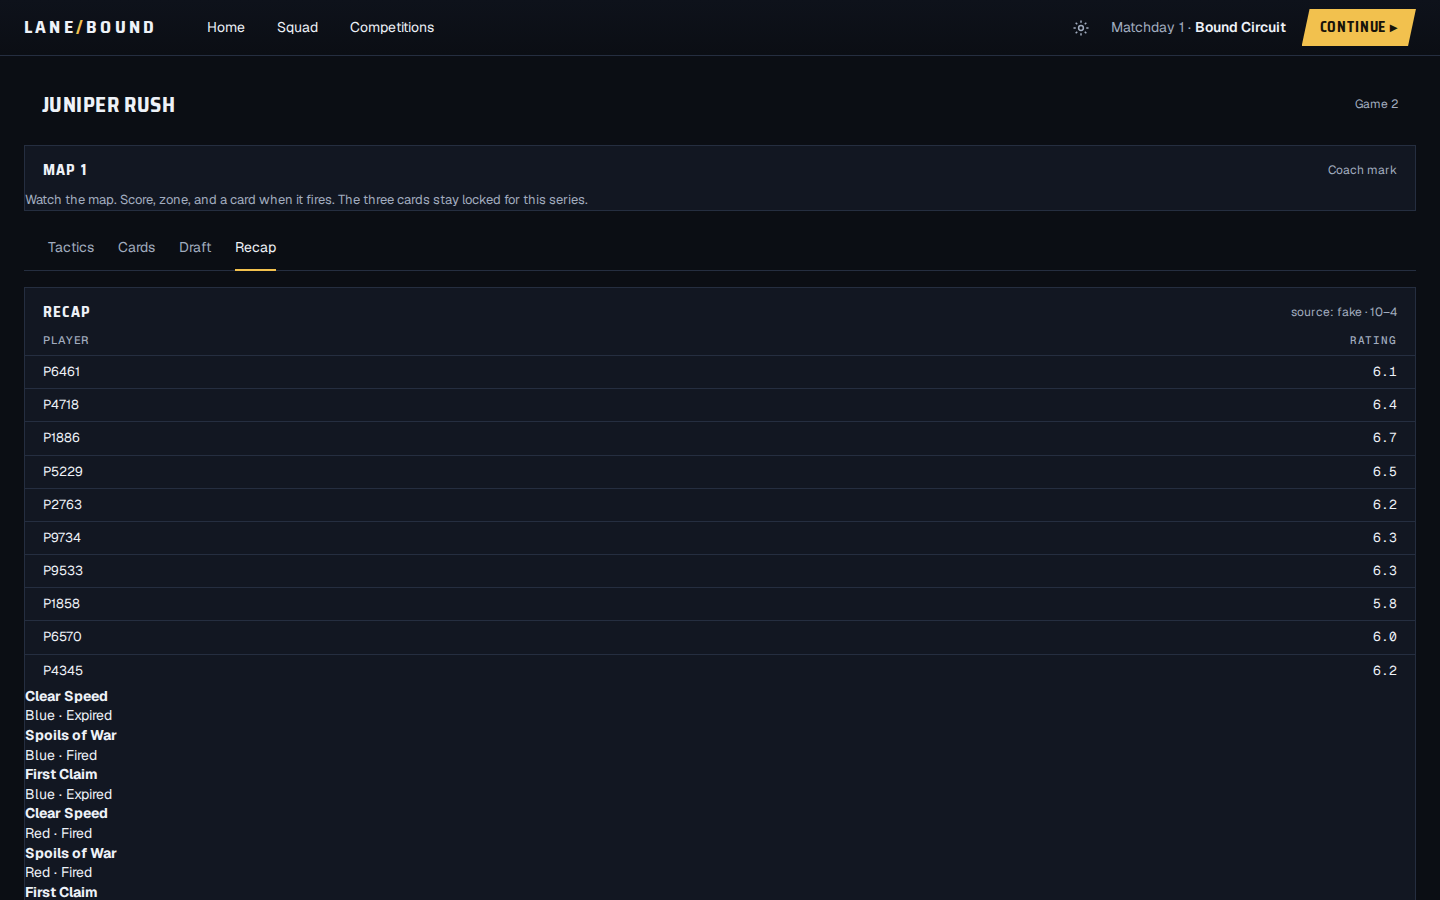 LANE/BOUND Home Squad Competitions Matchday 1 · Bound Circuit CONTINUE ▸
JUNIPER RUSH Game 2
MAP 1 Coach mark
Watch the map. Score, zone, and a card when it fires. The three cards stay locked for this series.
Tactics Cards Draft Recap
RECAP source: fake · 10–4
PLAYER RATING
P6461 6.1
P4718 6.4
P1886 6.7
P5229 6.5
P2763 6.2
P9734 6.3
P9533 6.3
P1858 5.8
P6570 6.0
P4345 6.2
Clear Speed
Blue · Expired
Spoils of War
Blue · Fired
First Claim
Blue · Expired
Clear Speed
Red · Fired
Spoils of War
Red · Fired
First Claim